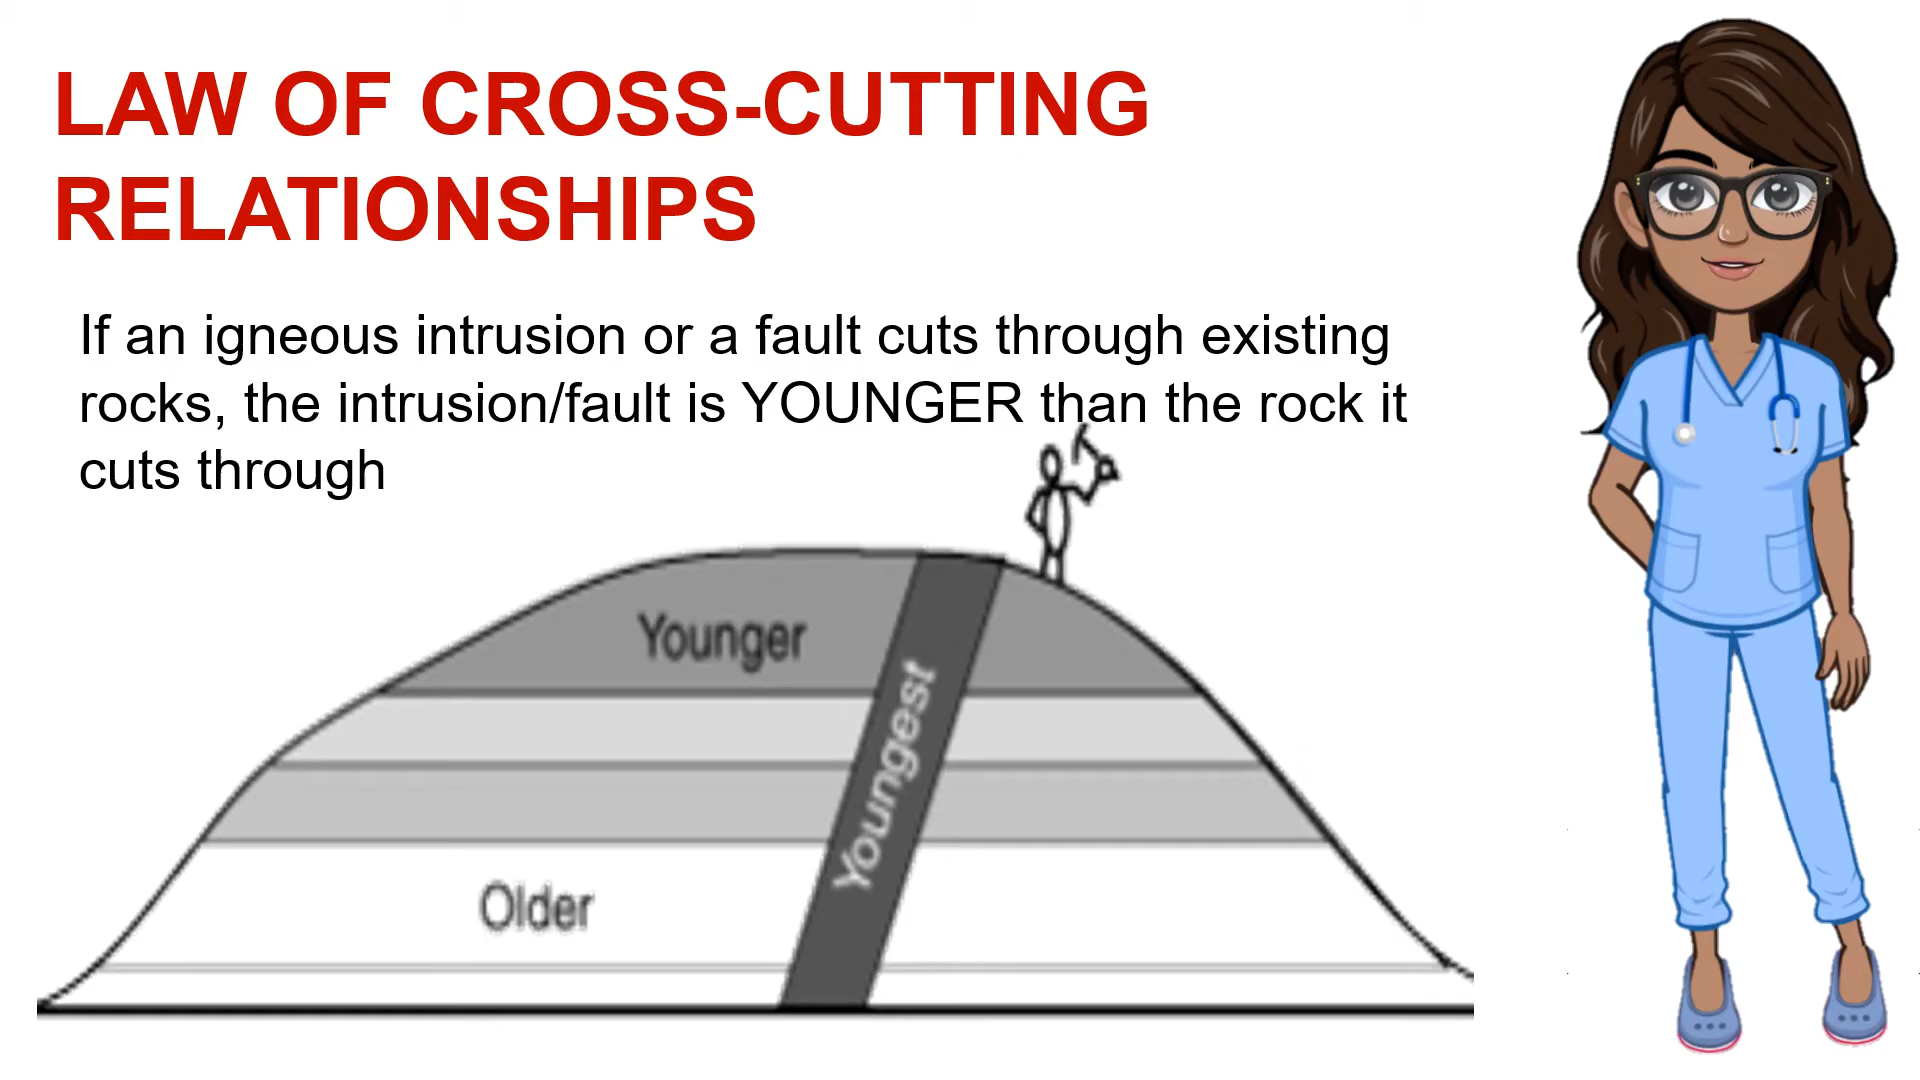 LAW OF CROSS-CUTTING
RELATIONSHIPS
If an igneous intrusion or a fault cuts through existing
rocks, the intrusion/fault is YOUNGER than the rock it
cuts through
Younger
Youngest
Older